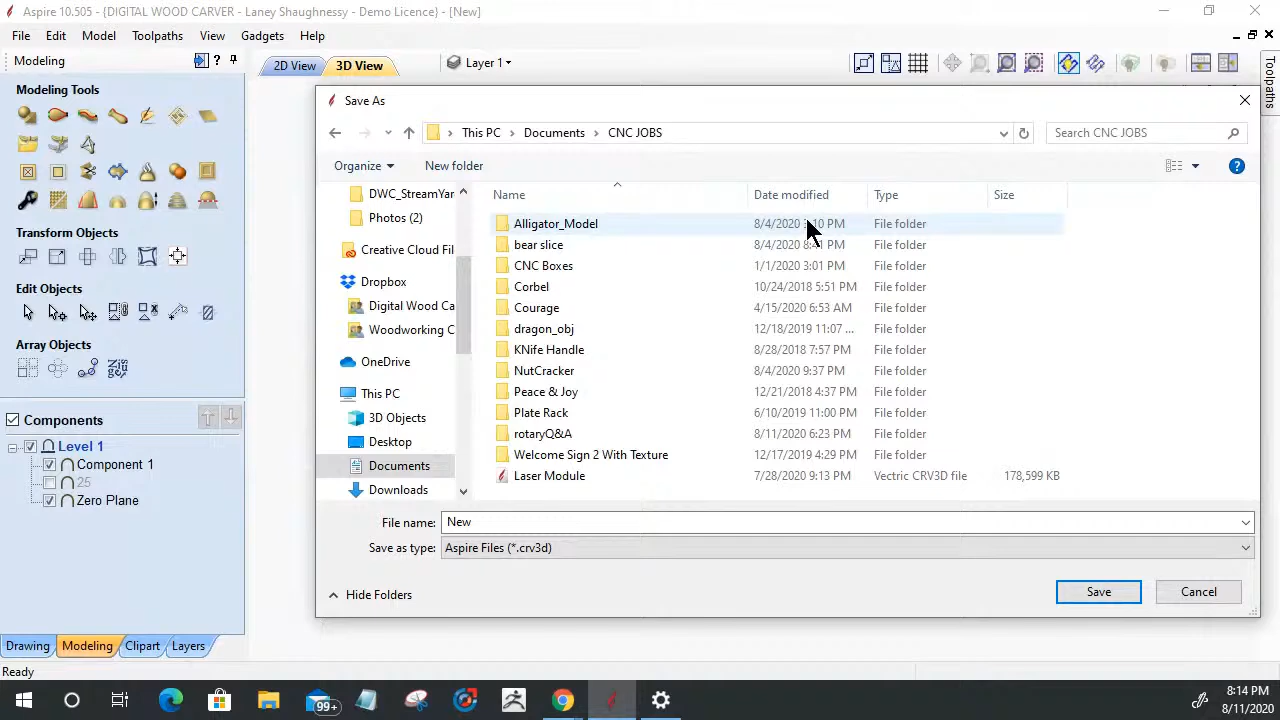 Aspire 10.505 - {DIGITAL WOOD CARVER - Laney Shaughnessy - Demo Licence} - [New]
File Edit Model Toolpaths View Gadgets Help
Modeling
2D View 3D View Layer 1
Toolpaths
Modeling Tools
Transform Objects
Edit Objects
Array Objects
Components
Level 1
Component 1
25
Zero Plane
Drawing Modeling Clipart Layers
Ready
Save As
This PC > Documents > CNC JOBS
Search CNC JOBS
Organize New folder
DWC_StreamYar
Photos (2)
Creative Cloud Fil
Dropbox
Digital Wood Ca
Woodworking C
OneDrive
This PC
3D Objects
Desktop
Documents
Downloads
Name Date modified Type Size
Alligator_Model 8/4/2020 10 PM File folder
bear slice 8/4/2020 PM File folder
CNC Boxes 1/1/2020 3:01 PM File folder
Corbel 10/24/2018 5:51 PM File folder
Courage 4/15/2020 6:53 AM File folder
dragon_obj 12/18/2019 11:07 ... File folder
KNife Handle 8/28/2018 7:57 PM File folder
NutCracker 8/4/2020 9:37 PM File folder
Peace & Joy 12/21/2018 4:37 PM File folder
Plate Rack 6/10/2019 11:00 PM File folder
rotaryQ&A 8/11/2020 6:23 PM File folder
Welcome Sign 2 With Texture 12/17/2019 4:29 PM File folder
Laser Module 7/28/2020 9:13 PM Vectric CRV3D file 178,599 KB
File name: New
Save as type: Aspire Files (*.crv3d)
Hide Folders
Save Cancel
99+
8:14 PM
8/11/2020